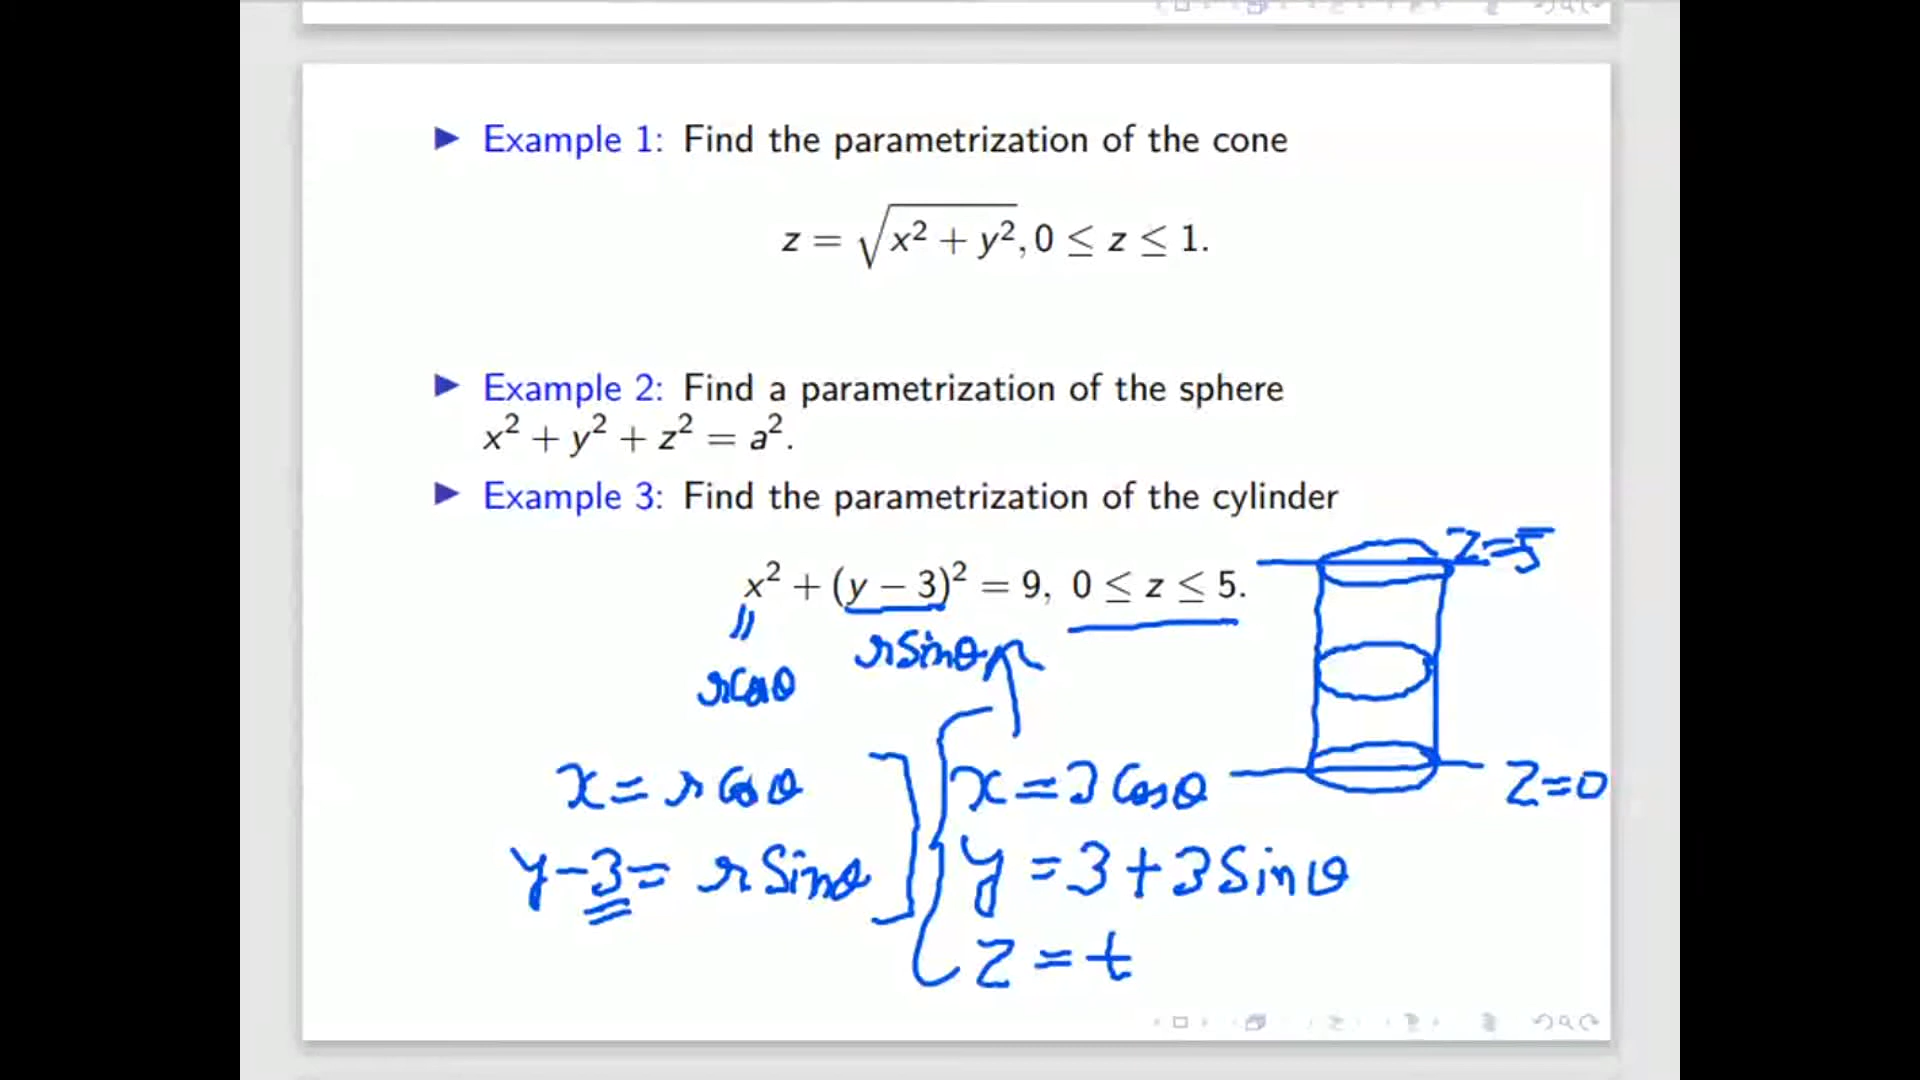 Example 1: Find the parametrization of the cone
z = √(x² + y²), 0 ≤ z ≤ 1.
Example 2: Find a parametrization of the sphere
x² + y² + z² = a².
Example 3: Find the parametrization of the cylinder
z=5
x² + (y − 3)² = 9, 0 ≤ z ≤ 5.
r sinθ
r cosθ
x = r cosθ
x = 3 cosθ
z=0
y-3 = r sinθ
y = 3+3 sinθ
z = t